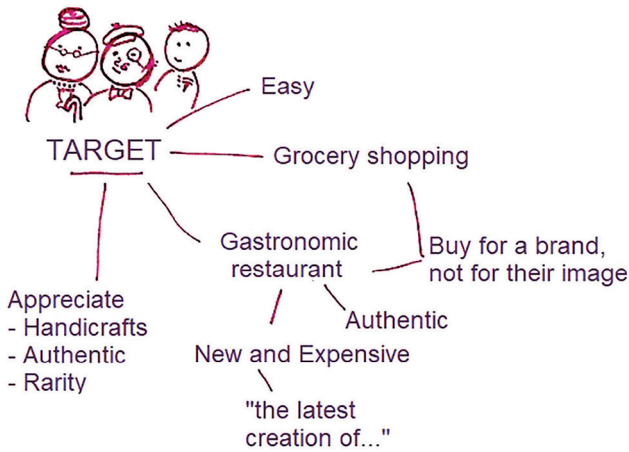 Easy
TARGET
Grocery shopping
Gastronomic
restaurant
Buy for a brand,
not for their image
Appreciate
- Handicrafts
- Authentic
- Rarity
Authentic
New and Expensive
"the latest
creation of..."